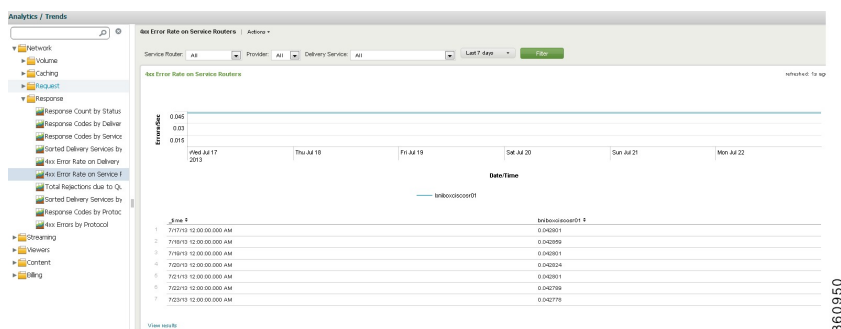 Analytics / Trends
Network
Volume
Caching
Request
Response
Response Count by Status
Response Codes by Deliver
Response Codes by Service
Sorted Delivery Services by
4xx Error Rate on Delivery
4xx Error Rate on Service F
Total Rejections due to Qu
Sorted Delivery Services by
Response Codes by Protoc
4xx Errors by Protocol
Streaming
Viewers
Content
Billing
4xx Error Rate on Service Routers | Actions
Service Router: All Provider: All Delivery Service: All Last 7 days Filter
4xx Error Rate on Service Routers refreshed: 1s ago
Errors/Sec
0.045
0.03
0.015
Wed Jul 17 Thu Jul 18 Fri Jul 19 Sat Jul 20 Sun Jul 21 Mon Jul 22
2013
Date/Time
bniboxciscosr01
_time bniboxciscosr01
1 7/17/13 12:00:00.000 AM 0.042801
2 7/18/13 12:00:00.000 AM 0.042859
3 7/19/13 12:00:00.000 AM 0.042801
4 7/20/13 12:00:00.000 AM 0.042824
5 7/21/13 12:00:00.000 AM 0.042801
6 7/22/13 12:00:00.000 AM 0.042789
7 7/23/13 12:00:00.000 AM 0.042778
View results
360950